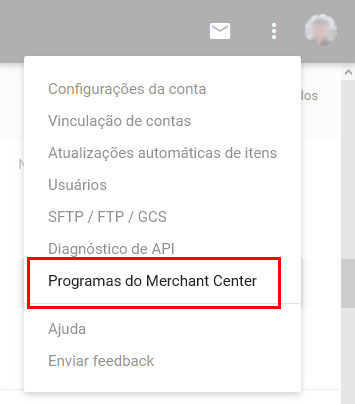 Configurações da conta
dos
Vinculação de contas
Atualizações automáticas de itens
Usuários
SFTP / FTP / GCS
Diagnóstico de API
Programas do Merchant Center
Ajuda
Enviar feedback